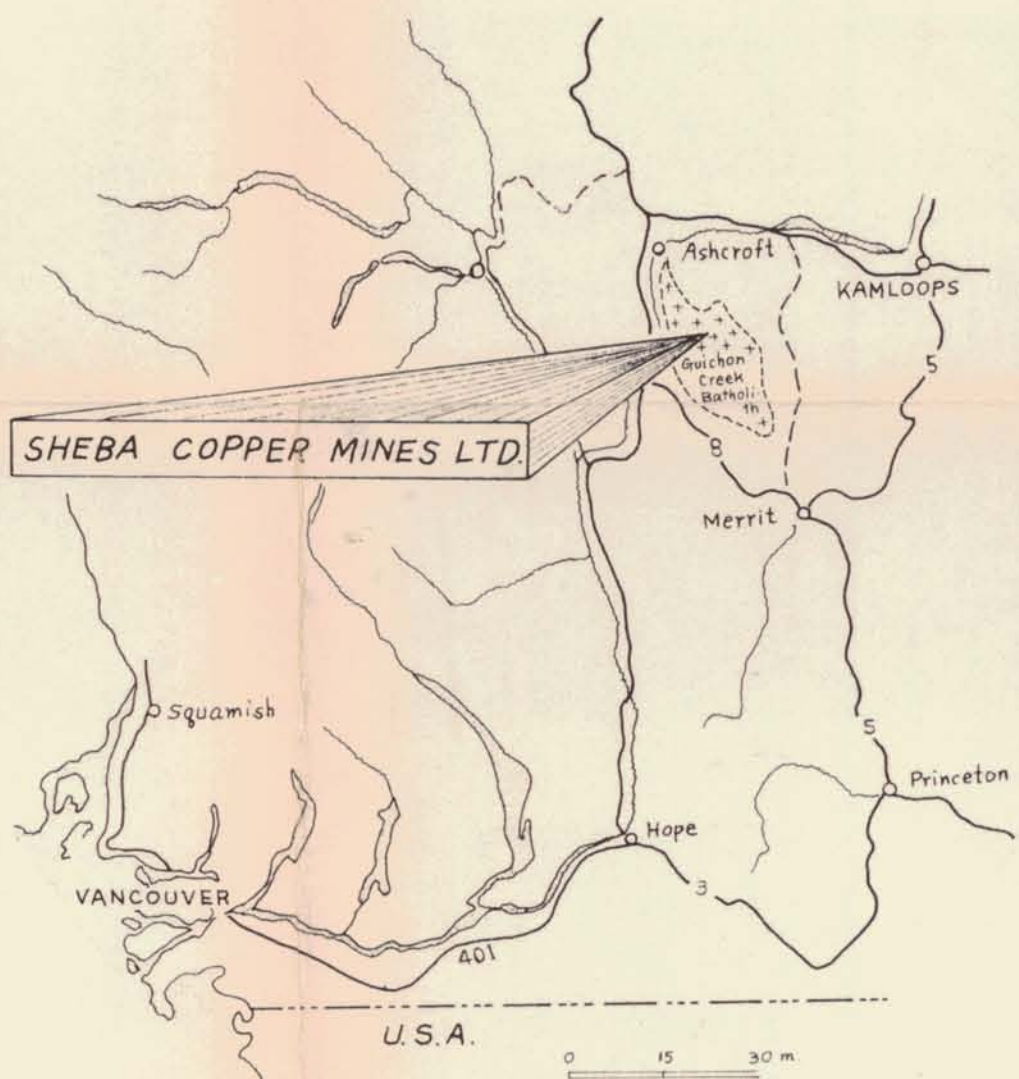 Ashcroft
KAMLOOPS
Guichon
Creek
Batholi-
th
5
SHEBA COPPER MINES LTD.
8
Merrit
Squamish
5
Princeton
Hope
3
VANCOUVER
401
U.S.A.
0 15 30 m.